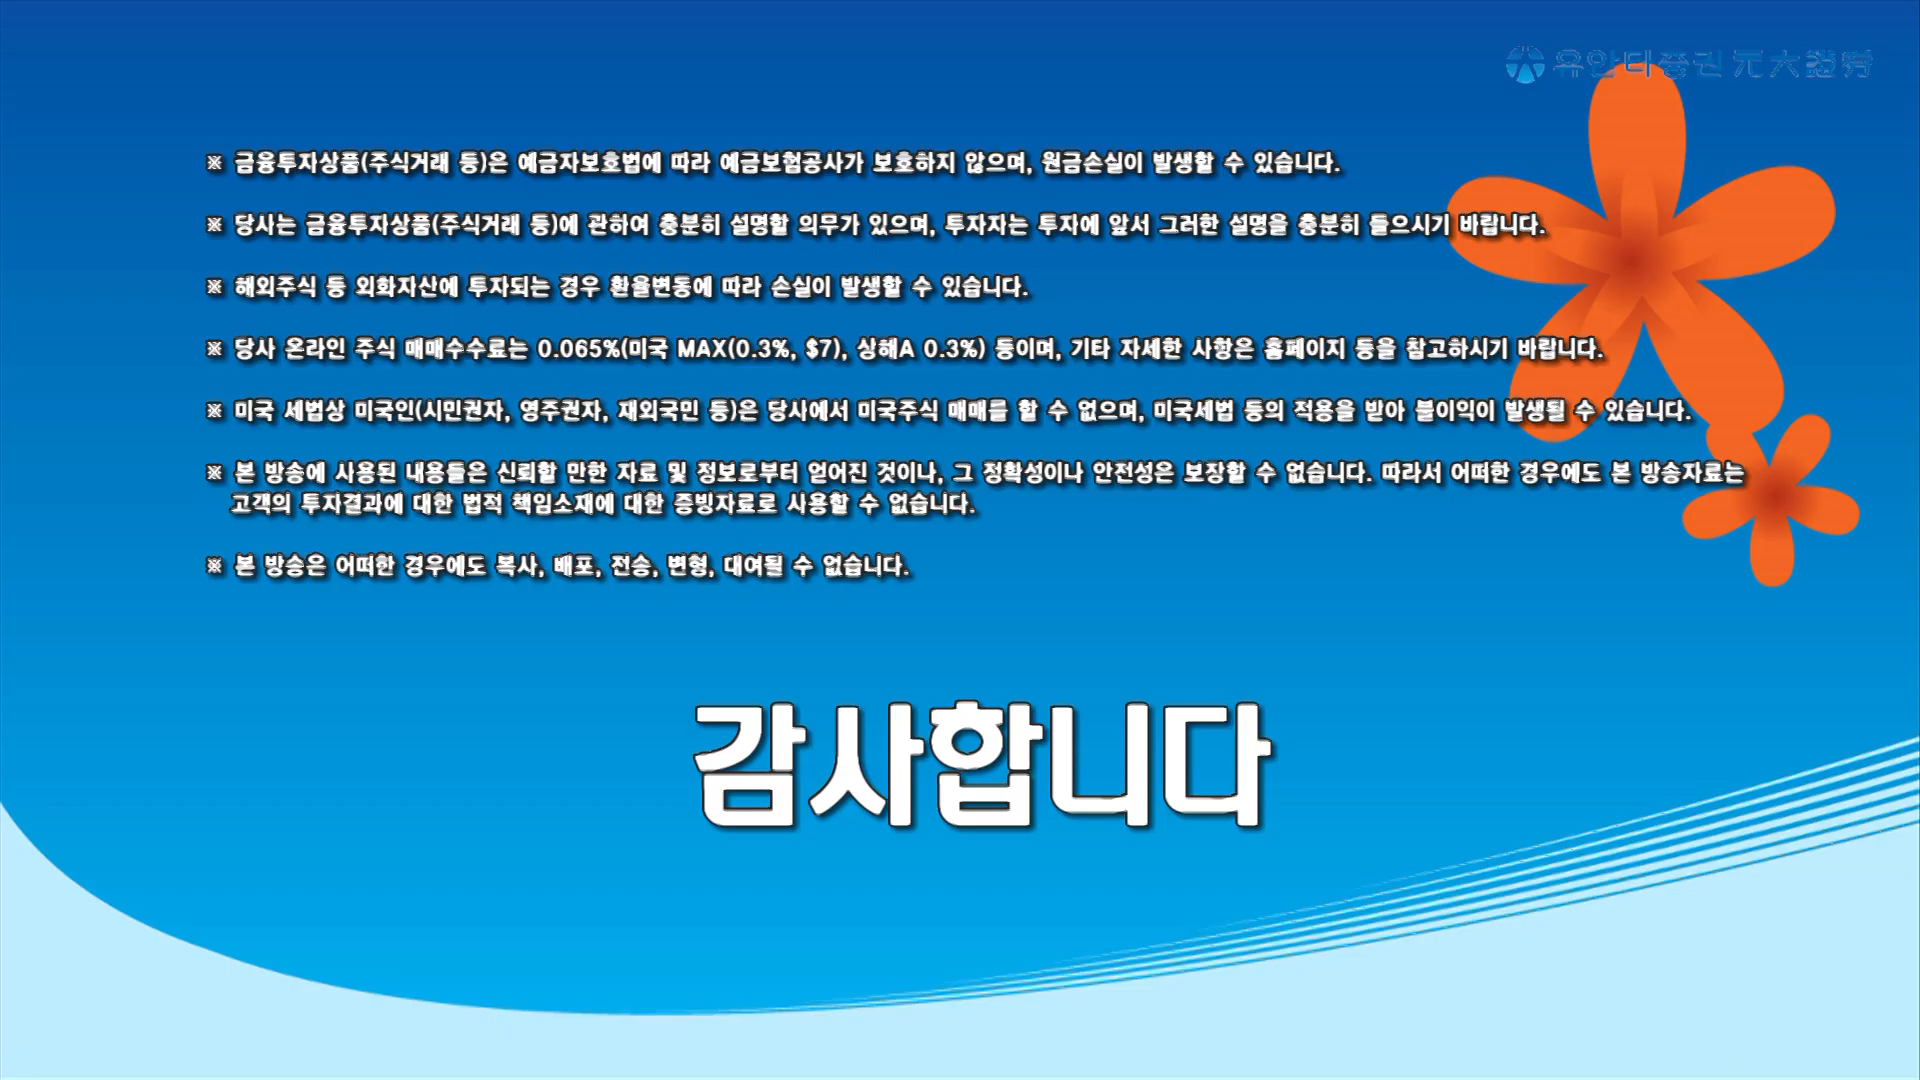 유안타증권 元大證券
※ 금융투자상품(주식거래 등)은 예금자보호법에 따라 예금보험공사가 보호하지 않으며, 원금손실이 발생할 수 있습니다.
※ 당사는 금융투자상품(주식거래 등)에 관하여 충분히 설명할 의무가 있으며, 투자자는 투자에 앞서 그러한 설명을 충분히 들으시기 바랍니다.
※ 해외주식 등 외화자산에 투자되는 경우 환율변동에 따라 손실이 발생할 수 있습니다.
※ 당사 온라인 주식 매매수수료는 0.065%(미국 MAX(0.3%, $7), 상해A 0.3%) 등이며, 기타 자세한 사항은 홈페이지 등을 참고하시기 바랍니다.
※ 미국 세법상 미국인(시민권자, 영주권자, 재외국민 등)은 당사에서 미국주식 매매를 할 수 없으며, 미국세법 등의 적용을 받아 불이익이 발생될 수 있습니다.
※ 본 방송에 사용된 내용들은 신뢰할 만한 자료 및 정보로부터 얻어진 것이나, 그 정확성이나 안전성은 보장할 수 없습니다. 따라서 어떠한 경우에도 본 방송자료는
고객의 투자결과에 대한 법적 책임소재에 대한 증빙자료로 사용할 수 없습니다.
※ 본 방송은 어떠한 경우에도 복사, 배포, 전송, 변형, 대여될 수 없습니다.
감사합니다